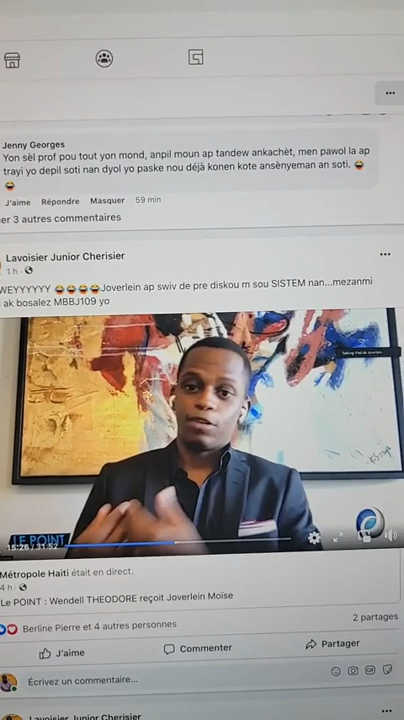 Jenny Georges
Yon sèl prof pou tout yon mond, anpil moun ap tandew ankachèt, men pawol la ap
trayi yo depil soti nan dyol yo paske nou déjà konen kote ansènyeman an soti. 😂
😂
J'aime Répondre Masquer 59 min
er 3 autres commentaires
Lavoisier Junior Cherisier
1 h
WEYYYYYY 😂😂😂😂Joverlein ap swiv de pre diskou m sou SISTEM nan...mezanmi
ak bosalez MBBJ109 yo
LE POINT
Métropole Haiti était en direct.
4 h
Le POINT : Wendell THEODORE reçoit Joverlein Moïse
Berline Pierre et 4 autres personnes
2 partages
J'aime Commenter Partager
Écrivez un commentaire...
Lavoisier Junior Cherisier